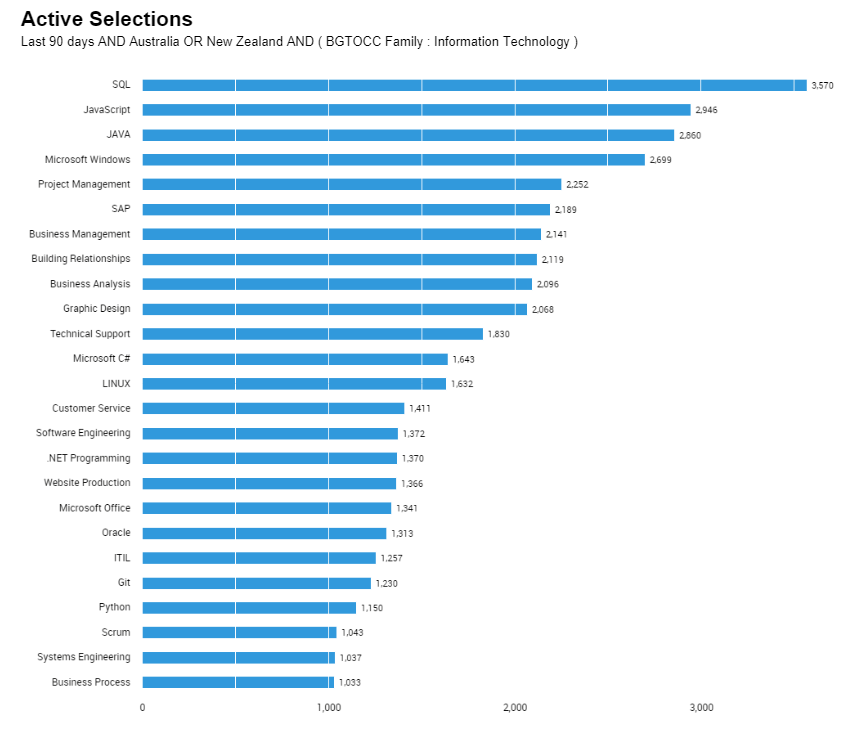 Active Selections
Last 90 days AND Australia OR New Zealand AND ( BGTOCC Family : Information Technology )
SQL 3,570
JavaScript 2,946
JAVA 2,860
Microsoft Windows 2,699
Project Management 2,252
SAP 2,189
Business Management 2,141
Building Relationships 2,119
Business Analysis 2,096
Graphic Design 2,068
Technical Support 1,830
Microsoft C# 1,643
LINUX 1,632
Customer Service 1,411
Software Engineering 1,372
.NET Programming 1,370
Website Production 1,366
Microsoft Office 1,341
Oracle 1,313
ITIL 1,257
Git 1,230
Python 1,150
Scrum 1,043
Systems Engineering 1,037
Business Process 1,033
0 1,000 2,000 3,000